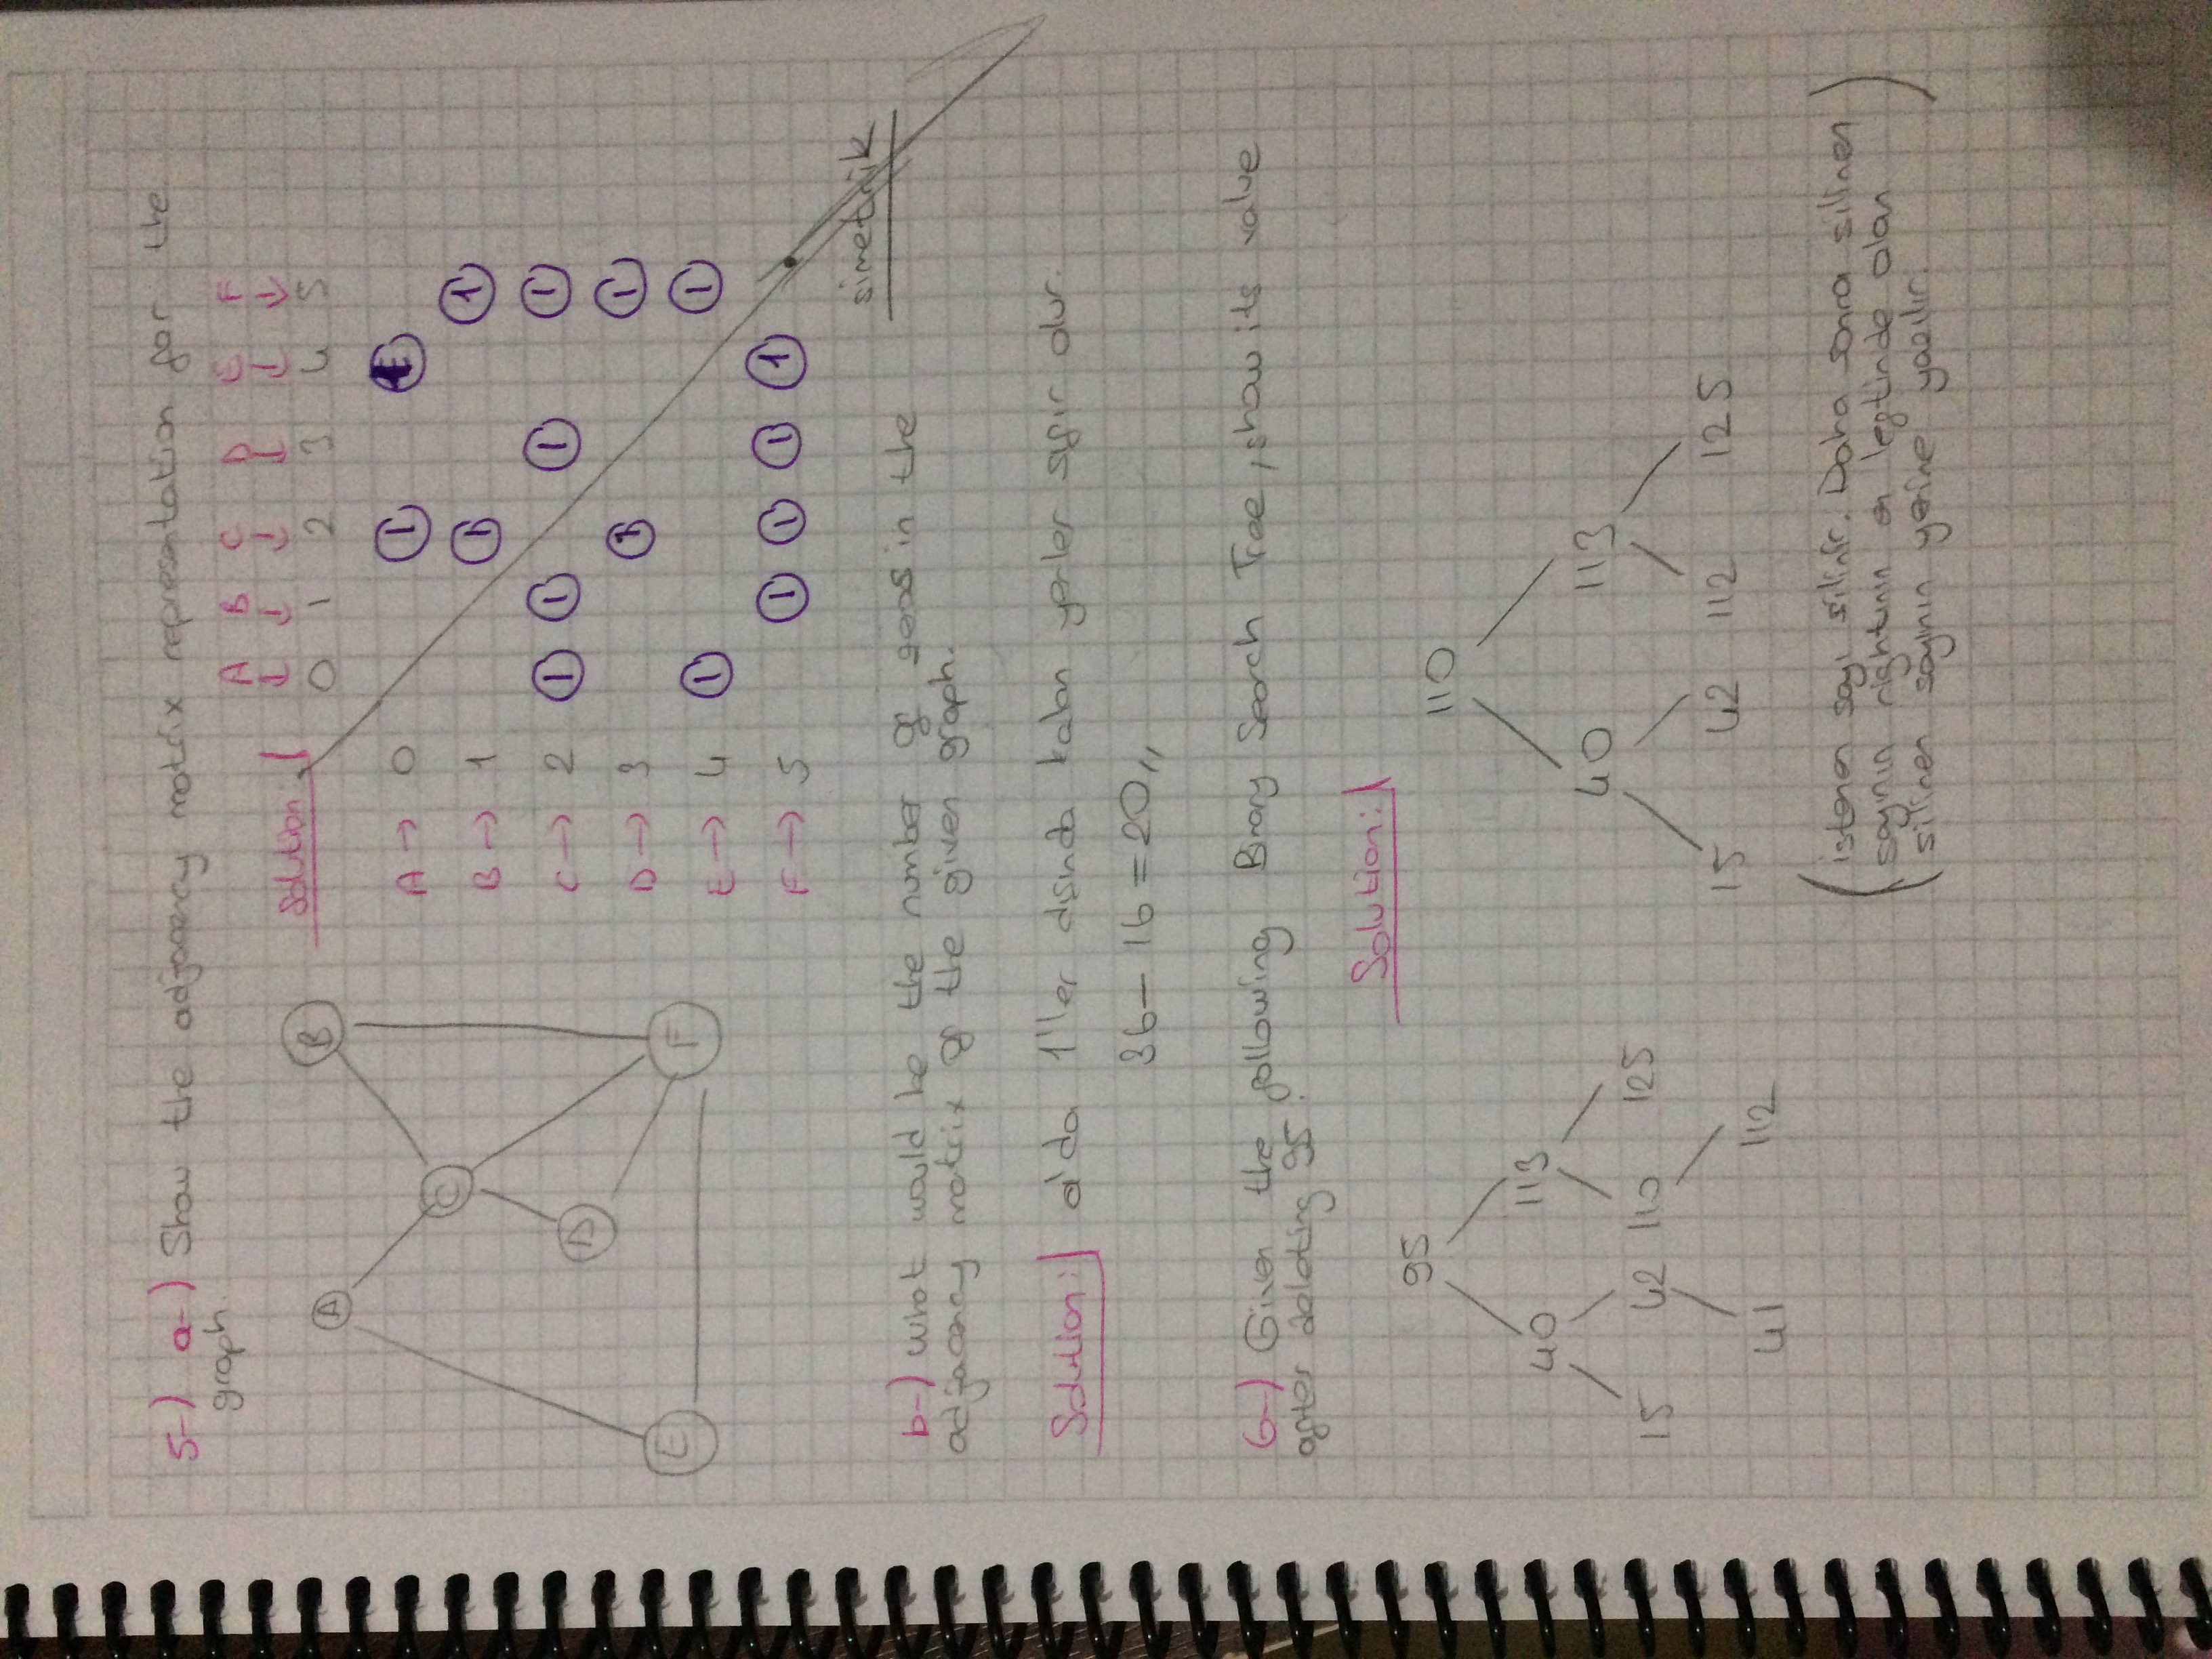 5-) a-) Show the adjacency matrix representation for the
graph.
A B C D E F
Solution:
0 1 2 3 4 5
A
B
C
D
E
F
A → 0 1 1
B → 1 1 1
C → 2 1 1 1 1
D → 3 1 1
E → 4 1 1
F → 5 1 1 1 1
simetrik
b-) What would be the number of zeros in the
adjacency matrix of the given graph.
Solution: a'da 1'ler dışında kalan yerler sıfır olur.
36 - 16 = 20,,
6-) Given the following Binary Search Tree, show its value
after deleting 95.
Solution:
95
40 113
15 42 110 125
41 112
110
40 113
15 42 112 125
(istenen sayı silinir. Daha sonra silinen
sayının rightının en leftinde olan
silinen sayının yerine yazılır.)